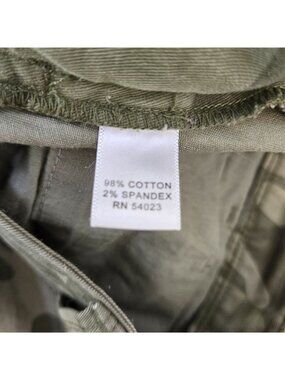 98% COTTON
2% SPANDEX
RN 54023